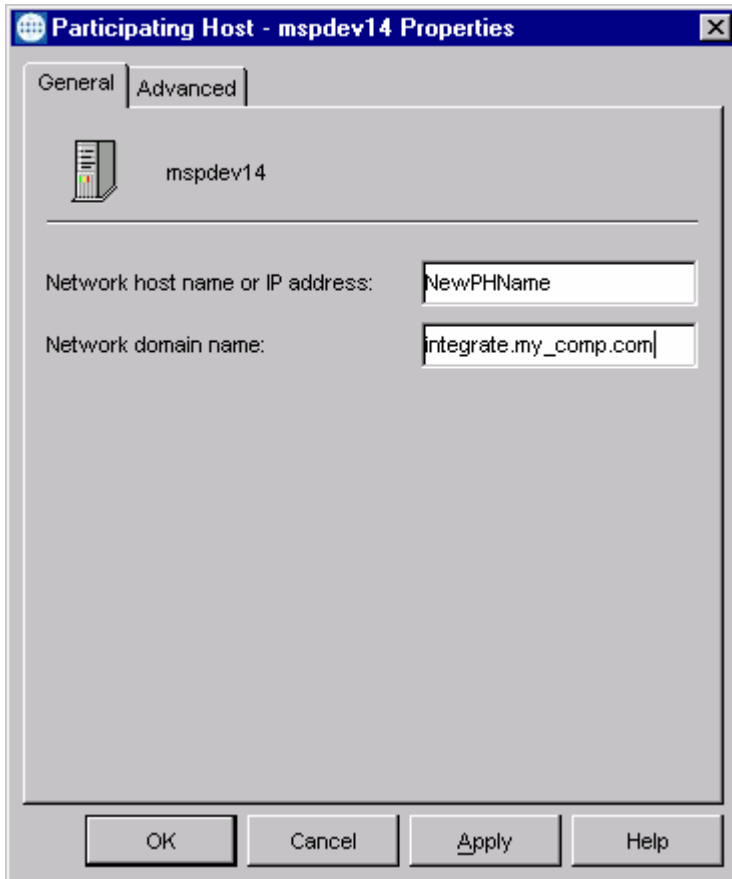 Participating Host - mspdev14 Properties
General Advanced
mspdev14
Network host name or IP address: NewPHName
Network domain name: integrate.my_comp.com
OK Cancel Apply Help